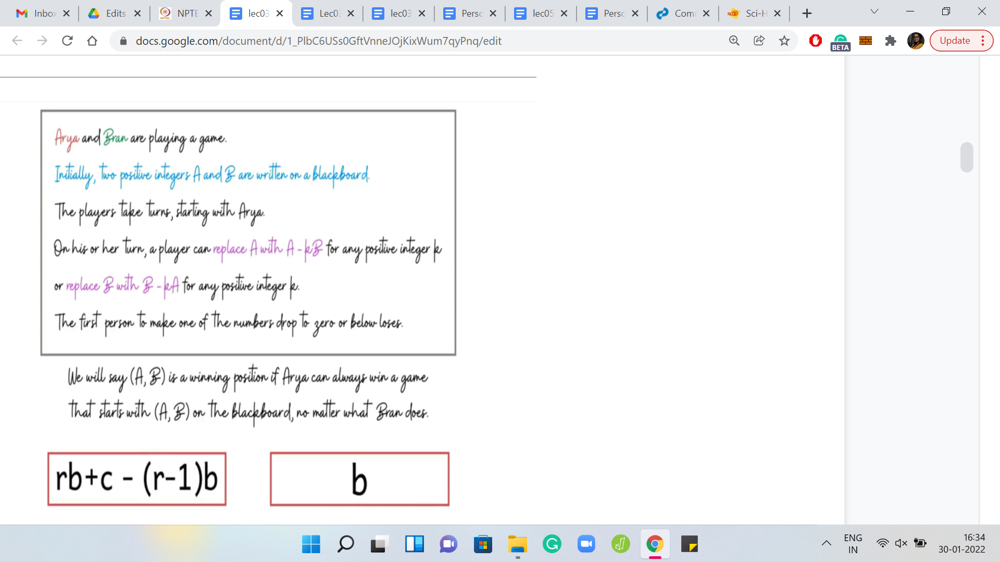 Inbox
Edits
NPTE
lec03
Lec03
lec03
Perso
lec05
Perso
Com
Sci-H
docs.google.com/document/d/1_PlbC6USs0GftVnneJOjKixWum7qyPnq/edit
BETA
Update
Arya and Bran are playing a game.
Initially, two positive integers A and B are written on a blackboard.
The players take turns, starting with Arya.
On his or her turn, a player can replace A with A - kB for any positive integer k
or replace B with B - kA for any positive integer k.
The first person to make one of the numbers drop to zero or below loses.
We will say (A, B) is a winning position if Arya can always win a game
that starts with (A, B) on the blackboard, no matter what Bran does.
rb+c - (r-1)b
b
ENG
IN
16:34
30-01-2022